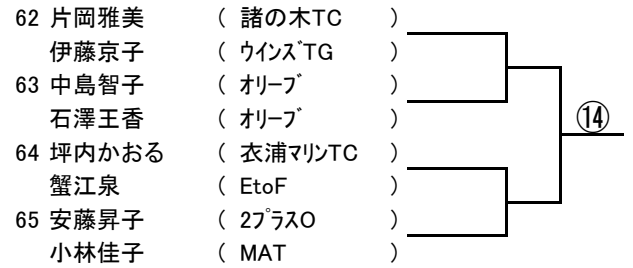 62 片岡雅美 ( 諸の木TC )
伊藤京子 ( ウインズTG )
63 中島智子 ( オリーブ )
石澤王香 ( オリーブ )
⑭
64 坪内かおる ( 衣浦マリンTC )
蟹江泉 ( EtoF )
65 安藤昇子 ( 2プラスO )
小林佳子 ( MAT )